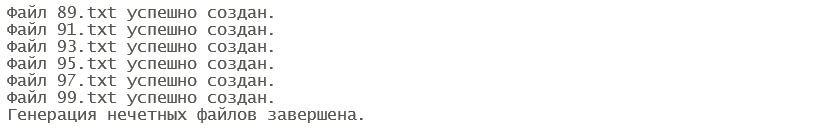 Файл 89.txt успешно создан.
Файл 91.txt успешно создан.
Файл 93.txt успешно создан.
Файл 95.txt успешно создан.
Файл 97.txt успешно создан.
Файл 99.txt успешно создан.
Генерация нечетных файлов завершена.